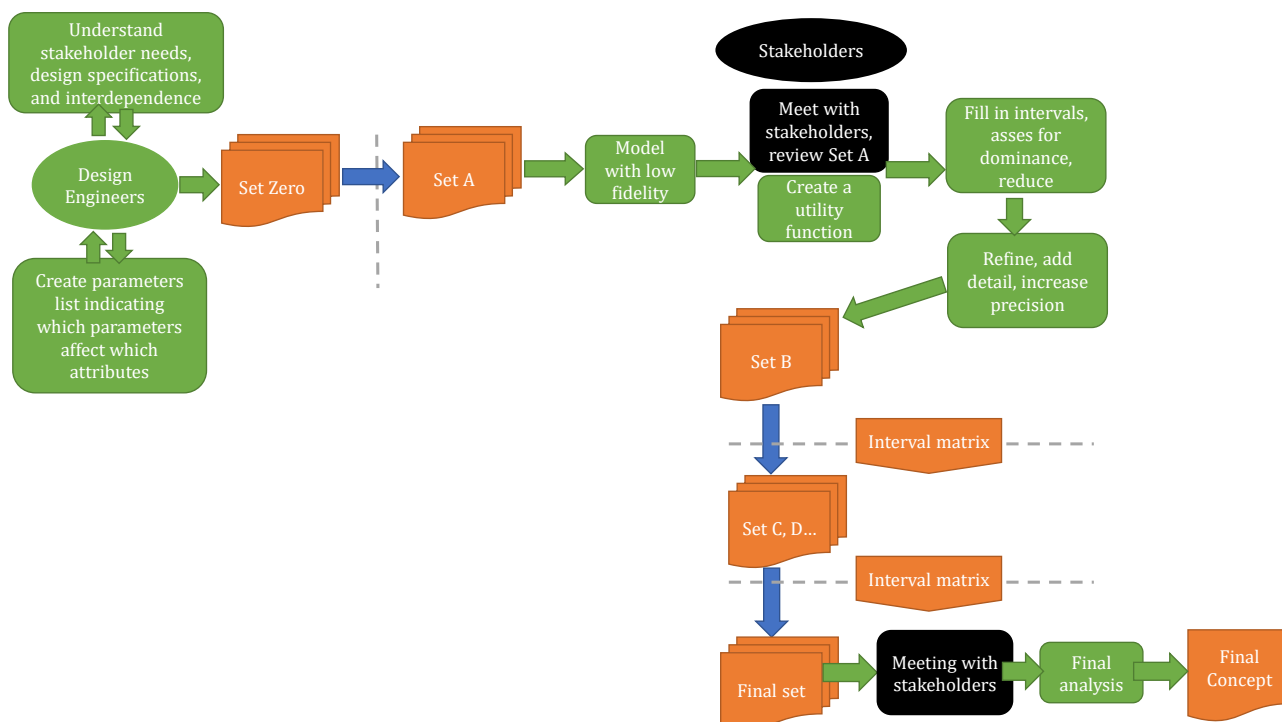 Understand
stakeholder needs,
design specifications,
and interdependence
Design
Engineers
Create parameters
list indicating
which parameters
affect which
attributes
Set Zero
Set A
Model
with low
fidelity
Stakeholders
Meet with
stakeholders,
review Set A
Create a
utility
function
Fill in intervals,
asses for
dominance,
reduce
Refine, add
detail, increase
precision
Set B
Interval matrix
Set C, D...
Interval matrix
Final set
Meeting with
stakeholders
Final
analysis
Final
Concept